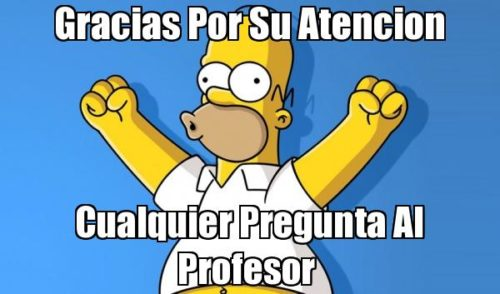 Gracias Por Su Atencion
Cualquier Pregunta Al
Profesor